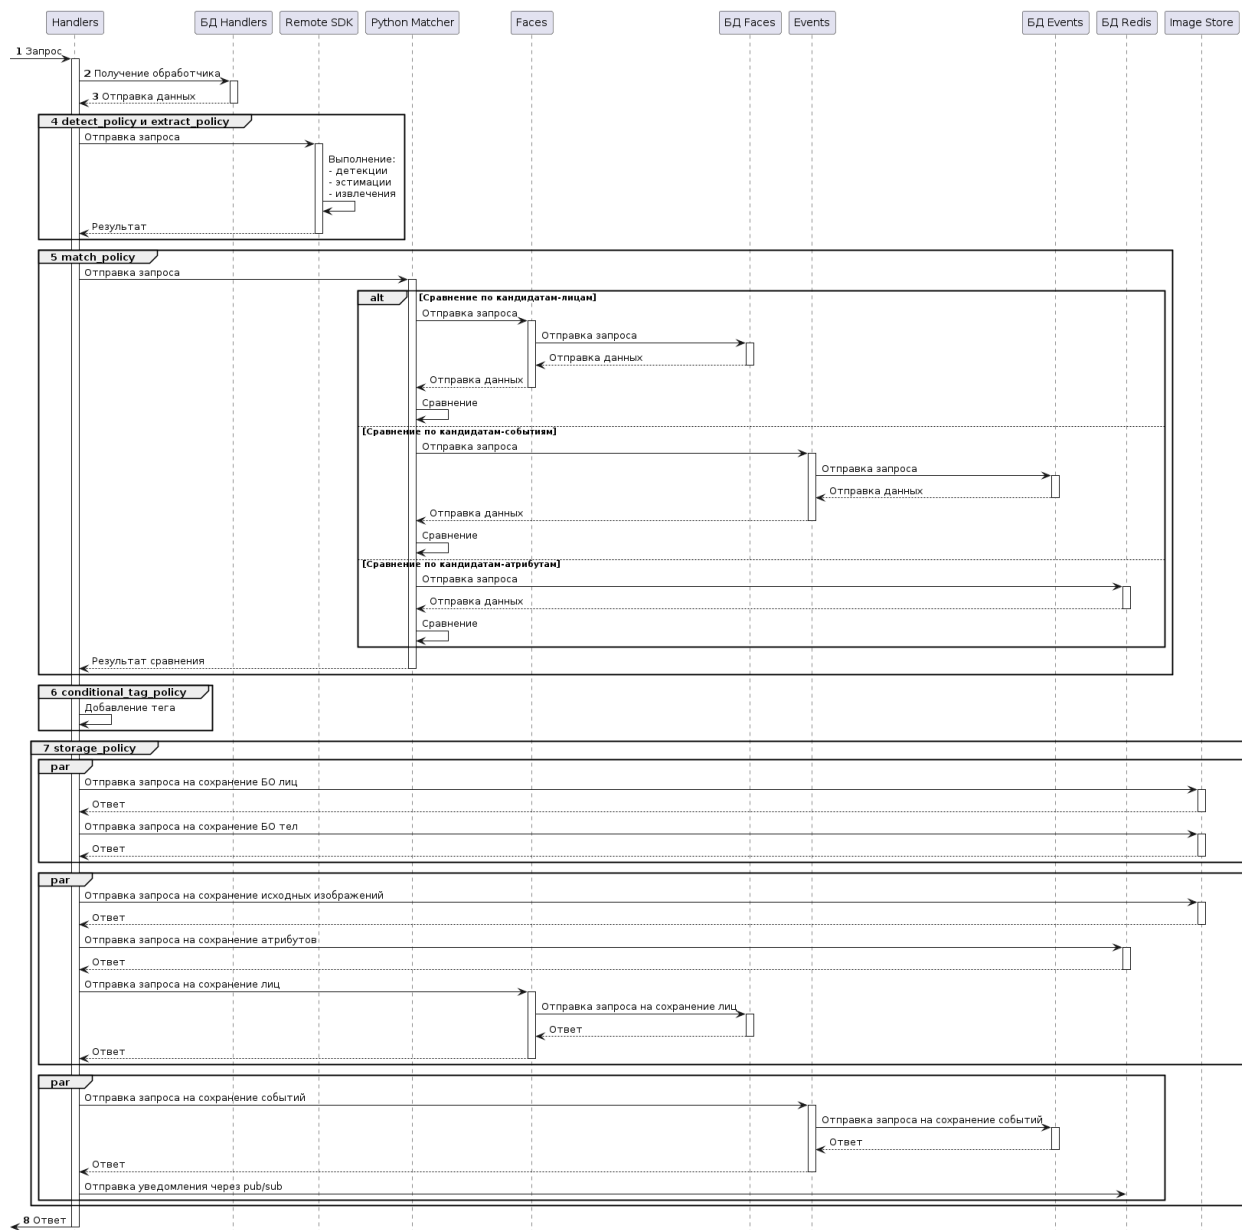 Handlers БД Handlers Remote SDK Python Matcher Faces БД Faces Events БД Events БД Redis Image Store
1 Запрос
2 Получение обработчика
3 Отправка данных
4 detect_policy и extract_policy
Отправка запроса
Выполнение:
- детекции
- эстимации
- извлечения
Результат
5 match_policy
Отправка запроса
alt [Сравнение по кандидатам-лицам]
Отправка запроса
Отправка запроса
Отправка данных
Отправка данных
Сравнение
[Сравнение по кандидатам-событиям]
Отправка запроса
Отправка запроса
Отправка данных
Отправка данных
Сравнение
[Сравнение по кандидатам-атрибутам]
Отправка запроса
Отправка данных
Сравнение
Результат сравнения
6 conditional_tag_policy
Добавление тега
7 storage_policy
par
Отправка запроса на сохранение БО лиц
Ответ
Отправка запроса на сохранение БО тел
Ответ
par
Отправка запроса на сохранение исходных изображений
Ответ
Отправка запроса на сохранение атрибутов
Ответ
Отправка запроса на сохранение лиц
Отправка запроса на сохранение лиц
Ответ
Ответ
par
Отправка запроса на сохранение событий
Отправка запроса на сохранение событий
Ответ
Ответ
Отправка уведомления через pub/sub
8 Ответ